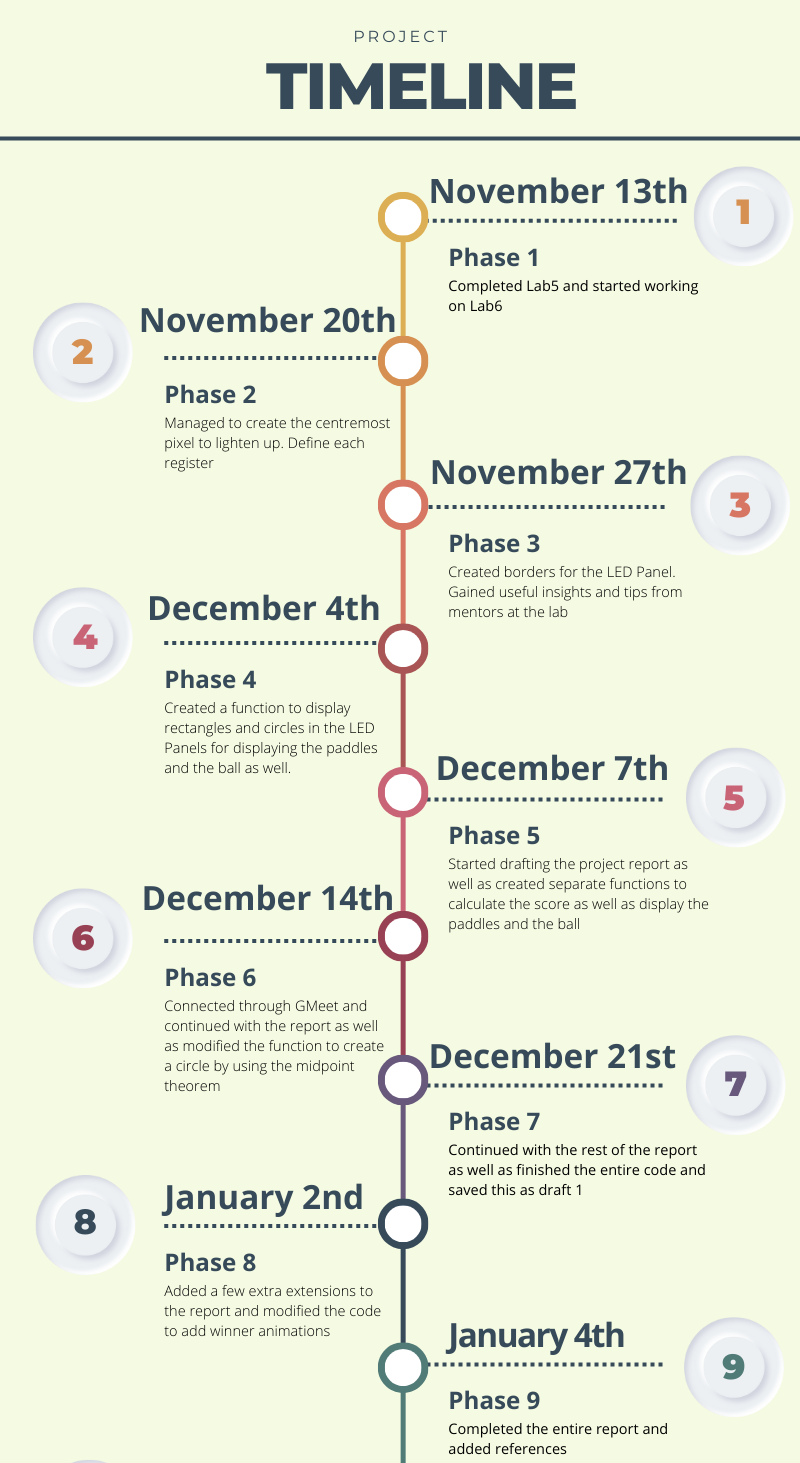 PROJECT
TIMELINE
November 13th
1
Phase 1
Completed Lab5 and started working
on Lab6
November 20th
2
Phase 2
Managed to create the centremost
pixel to lighten up. Define each
register
November 27th
3
Phase 3
Created borders for the LED Panel.
Gained useful insights and tips from
mentors at the lab
December 4th
4
Phase 4
Created a function to display
rectangles and circles in the LED
Panels for displaying the paddles
and the ball as well.
December 7th
5
Phase 5
Started drafting the project report as
well as created separate functions to
calculate the score as well as display the
paddles and the ball
December 14th
6
Phase 6
Connected through GMeet and
continued with the report as well
as modified the function to create
a circle by using the midpoint
theorem
December 21st
7
Phase 7
Continued with the rest of the report
as well as finished the entire code and
saved this as draft 1
January 2nd
8
Phase 8
Added a few extra extensions to
the report and modified the code
to add winner animations
January 4th
9
Phase 9
Completed the entire report and
added references